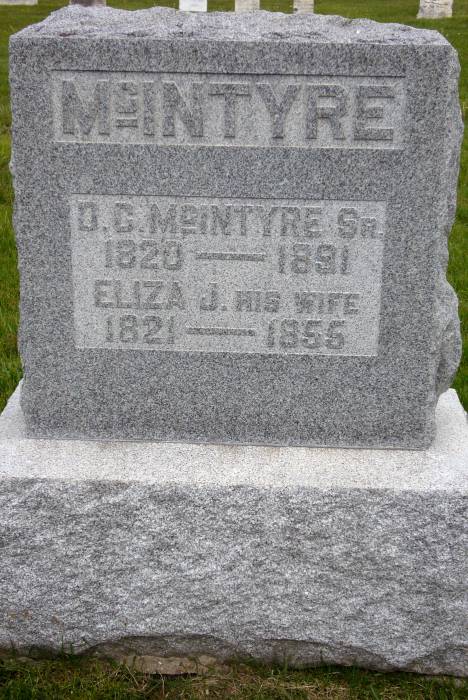 McINTYRE
D. C. McINTYRE SR.
1820 — 1891
ELIZA J. HIS WIFE
1821 — 1855